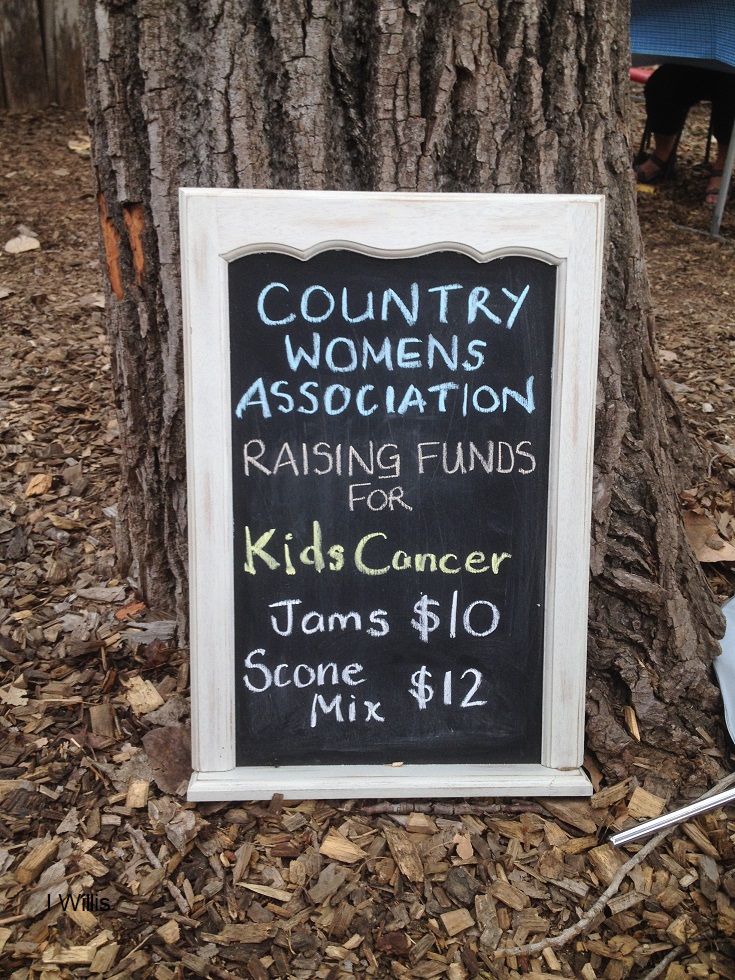 COUNTRY
WOMENS
ASSOCIATION
RAISING FUNDS
FOR
Kids Cancer
Jams $10
Scone $12
Mix
I Willis